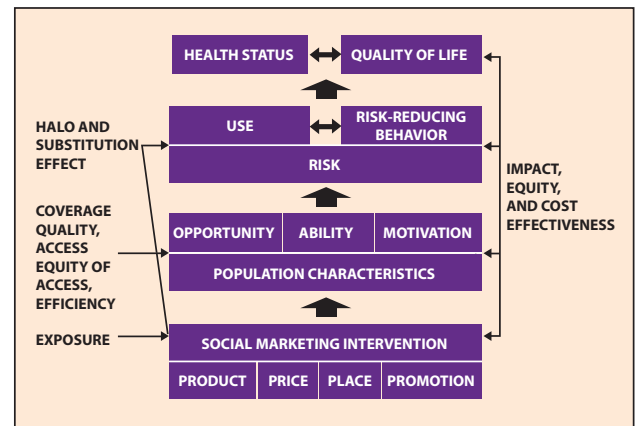 HEALTH STATUS
QUALITY OF LIFE
HALO AND
SUBSTITUTION
EFFECT
USE
RISK-REDUCING
BEHAVIOR
RISK
IMPACT,
EQUITY,
AND COST
EFFECTIVENESS
COVERAGE
QUALITY,
ACCESS
EQUITY OF
ACCESS,
EFFICIENCY
OPPORTUNITY
ABILITY
MOTIVATION
POPULATION CHARACTERISTICS
EXPOSURE
SOCIAL MARKETING INTERVENTION
PRODUCT
PRICE
PLACE
PROMOTION